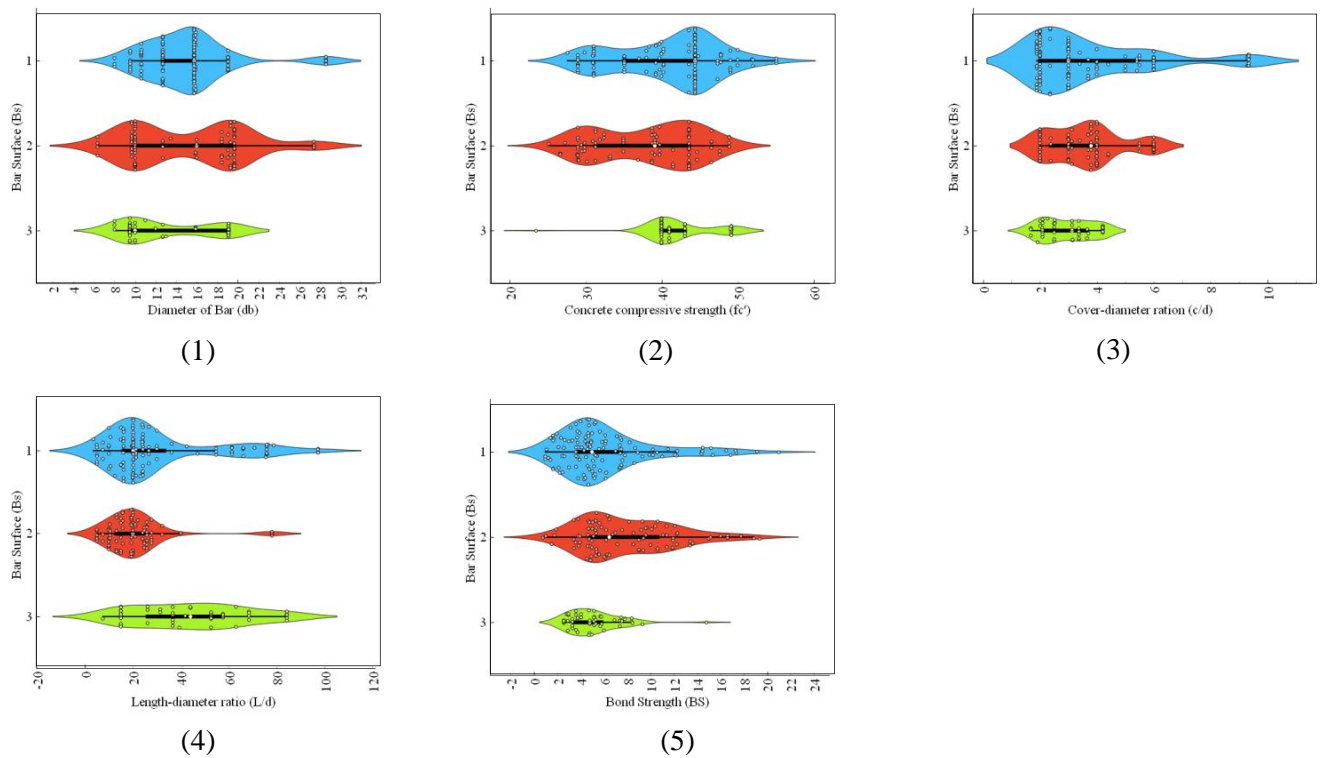 Bar Surface (Bs)
1
2
3
2 4 6 8 10 12 14 16 18 20 22 24 26 28 30 32
Diameter of Bar (db)
(1)
Bar Surface (Bs)
1
2
3
20 30 40 50 60
Concrete compressive strength (fc')
(2)
Bar Surface (Bs)
1
2
3
0 2 4 6 8 10
Cover-diameter ration (c/d)
(3)
Bar Surface (Bs)
1
2
3
-20 0 20 40 60 80 100 120
Length-diameter ratio (L/d)
(4)
Bar Surface (Bs)
1
2
3
-2 0 2 4 6 8 10 12 14 16 18 20 22 24
Bond Strength (BS)
(5)